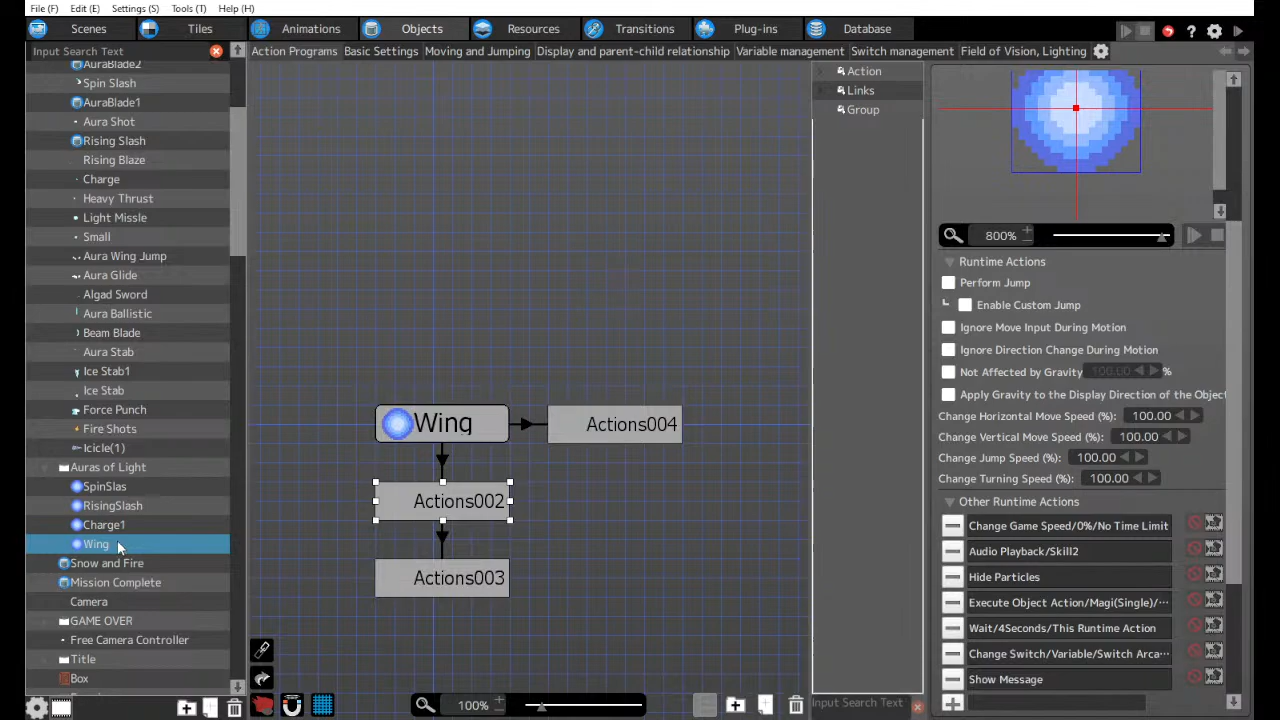 File (F) Edit (E) Settings (S) Tools (T) Help (H)
Scenes Tiles Animations Objects Resources Transitions Plug-ins Database
Input Search Text
Action Programs Basic Settings Moving and Jumping Display and parent-child relationship Variable management Switch management Field of Vision, Lighting
AuraBlade2
Spin Slash
AuraBlade1
Aura Shot
Rising Slash
Rising Blaze
Charge
Heavy Thrust
Light Missle
Small
Aura Wing Jump
Aura Glide
Algad Sword
Aura Ballistic
Beam Blade
Aura Stab
Ice Stab1
Ice Stab
Force Punch
Fire Shots
Icicle(1)
Auras of Light
SpinSlas
RisingSlash
Charge1
Wing
Snow and Fire
Mission Complete
Camera
GAME OVER
Free Camera Controller
Title
Box
Wing
Actions004
Actions002
Actions003
100%
Action
Links
Group
Input Search Text
800%
Runtime Actions
Perform Jump
Enable Custom Jump
Ignore Move Input During Motion
Ignore Direction Change During Motion
Not Affected by Gravity 100.00 %
Apply Gravity to the Display Direction of the Object
Change Horizontal Move Speed (%): 100.00
Change Vertical Move Speed (%): 100.00
Change Jump Speed (%): 100.00
Change Turning Speed (%): 100.00
Other Runtime Actions
Change Game Speed/0%/No Time Limit
Audio Playback/Skill2
Hide Particles
Execute Object Action/Magi(Single)/···
Wait/4Seconds/This Runtime Action
Change Switch/Variable/Switch Arca···
Show Message